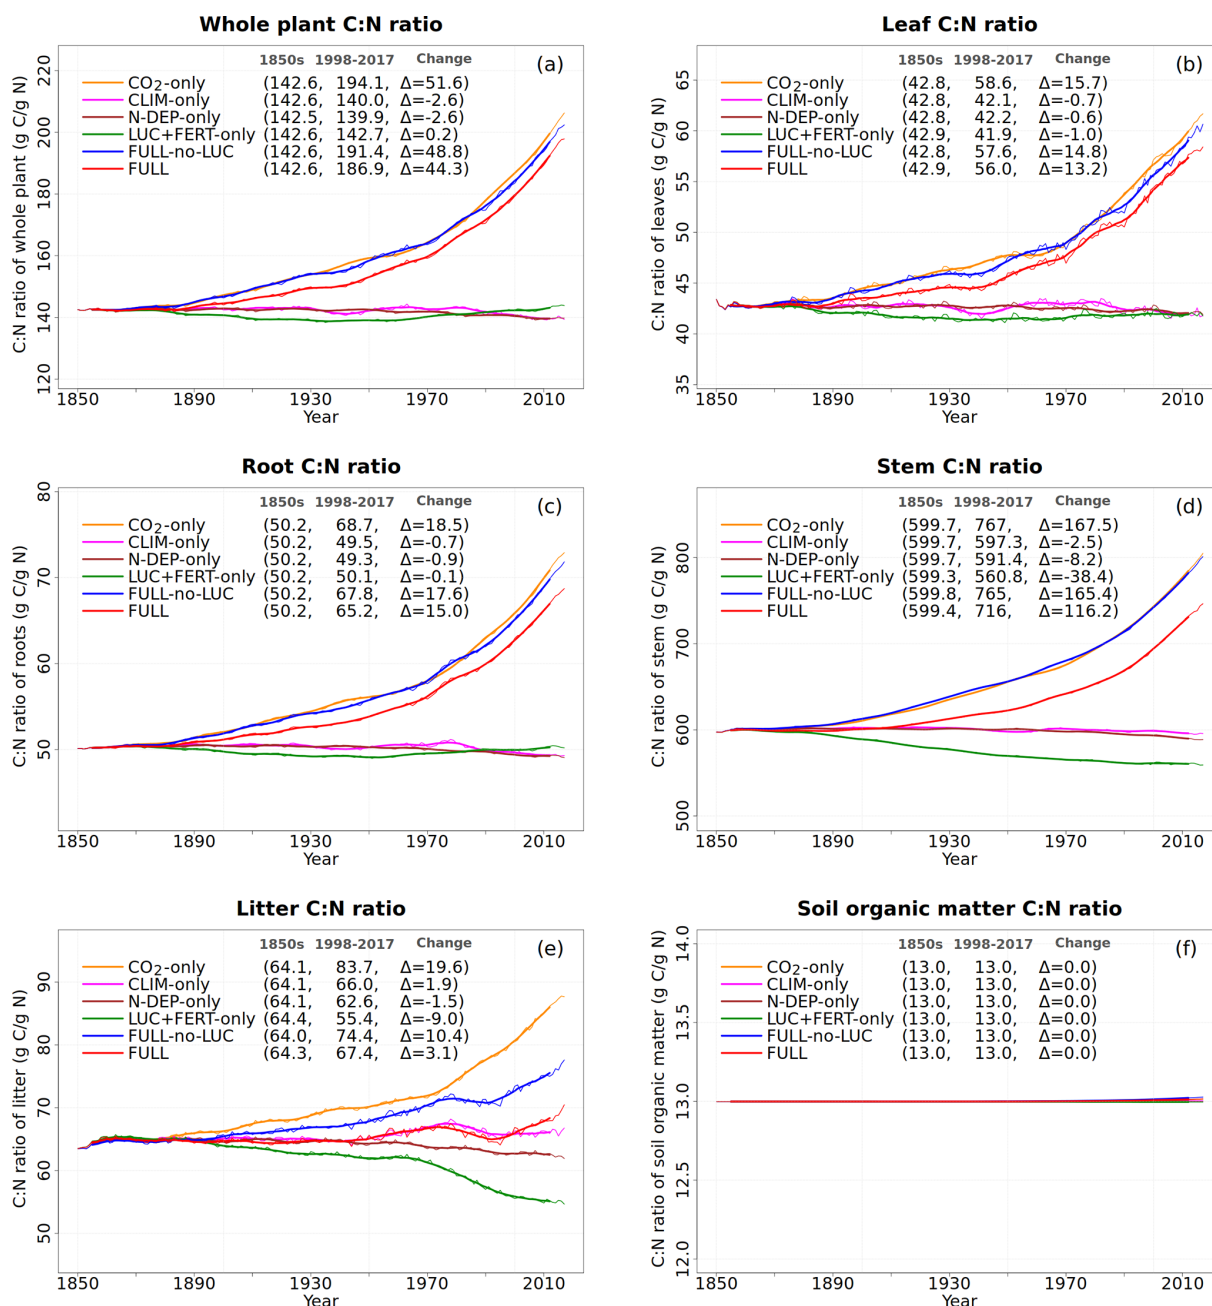 Whole plant C:N ratio
1850s 1998-2017 Change
(a)
CO2-only (142.6, 194.1, Δ=51.6)
CLIM-only (142.6, 140.0, Δ=-2.6)
N-DEP-only (142.5, 139.9, Δ=-2.6)
LUC+FERT-only (142.6, 142.7, Δ=0.2)
FULL-no-LUC (142.6, 191.4, Δ=48.8)
FULL (142.6, 186.9, Δ=44.3)
C:N ratio of whole plant (g C/g N)
220
200
180
160
140
120
1850 1890 1930 1970 2010
Year
Leaf C:N ratio
1850s 1998-2017 Change
(b)
CO2-only (42.8, 58.6, Δ=15.7)
CLIM-only (42.8, 42.1, Δ=-0.7)
N-DEP-only (42.8, 42.2, Δ=-0.6)
LUC+FERT-only (42.9, 41.9, Δ=-1.0)
FULL-no-LUC (42.8, 57.6, Δ=14.8)
FULL (42.9, 56.0, Δ=13.2)
C:N ratio of leaves (g C/g N)
65
60
55
50
45
40
35
1850 1890 1930 1970 2010
Year
Root C:N ratio
1850s 1998-2017 Change
(c)
CO2-only (50.2, 68.7, Δ=18.5)
CLIM-only (50.2, 49.5, Δ=-0.7)
N-DEP-only (50.2, 49.3, Δ=-0.9)
LUC+FERT-only (50.2, 50.1, Δ=-0.1)
FULL-no-LUC (50.2, 67.8, Δ=17.6)
FULL (50.2, 65.2, Δ=15.0)
C:N ratio of roots (g C/g N)
80
70
60
50
1850 1890 1930 1970 2010
Year
Stem C:N ratio
1850s 1998-2017 Change
(d)
CO2-only (599.7, 767, Δ=167.5)
CLIM-only (599.7, 597.3, Δ=-2.5)
N-DEP-only (599.7, 591.4, Δ=-8.2)
LUC+FERT-only (599.3, 560.8, Δ=-38.4)
FULL-no-LUC (599.8, 765, Δ=165.4)
FULL (599.4, 716, Δ=116.2)
C:N ratio of stem (g C/g N)
800
700
600
500
1850 1890 1930 1970 2010
Year
Litter C:N ratio
1850s 1998-2017 Change
(e)
CO2-only (64.1, 83.7, Δ=19.6)
CLIM-only (64.1, 66.0, Δ=1.9)
N-DEP-only (64.1, 62.6, Δ=-1.5)
LUC+FERT-only (64.4, 55.4, Δ=-9.0)
FULL-no-LUC (64.0, 74.4, Δ=10.4)
FULL (64.3, 67.4, Δ=3.1)
C:N ratio of litter (g C/g N)
90
80
70
60
50
1850 1890 1930 1970 2010
Year
Soil organic matter C:N ratio
1850s 1998-2017 Change
(f)
CO2-only (13.0, 13.0, Δ=0.0)
CLIM-only (13.0, 13.0, Δ=0.0)
N-DEP-only (13.0, 13.0, Δ=0.0)
LUC+FERT-only (13.0, 13.0, Δ=0.0)
FULL-no-LUC (13.0, 13.0, Δ=0.0)
FULL (13.0, 13.0, Δ=0.0)
C:N ratio of soil organic matter (g C/g N)
14.0
13.5
13.0
12.5
12.0
1850 1890 1930 1970 2010
Year